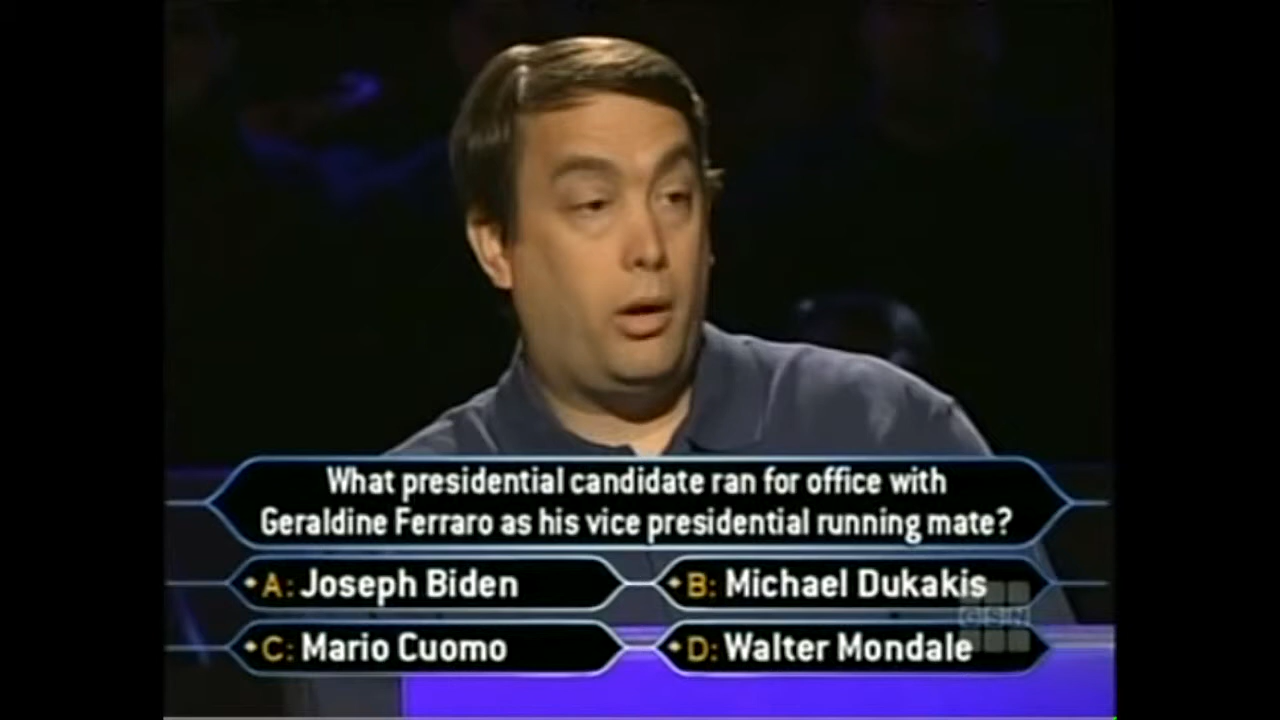 What presidential candidate ran for office with
Geraldine Ferraro as his vice presidential running mate?
A: Joseph Biden
B: Michael Dukakis
C: Mario Cuomo
D: Walter Mondale
GSN